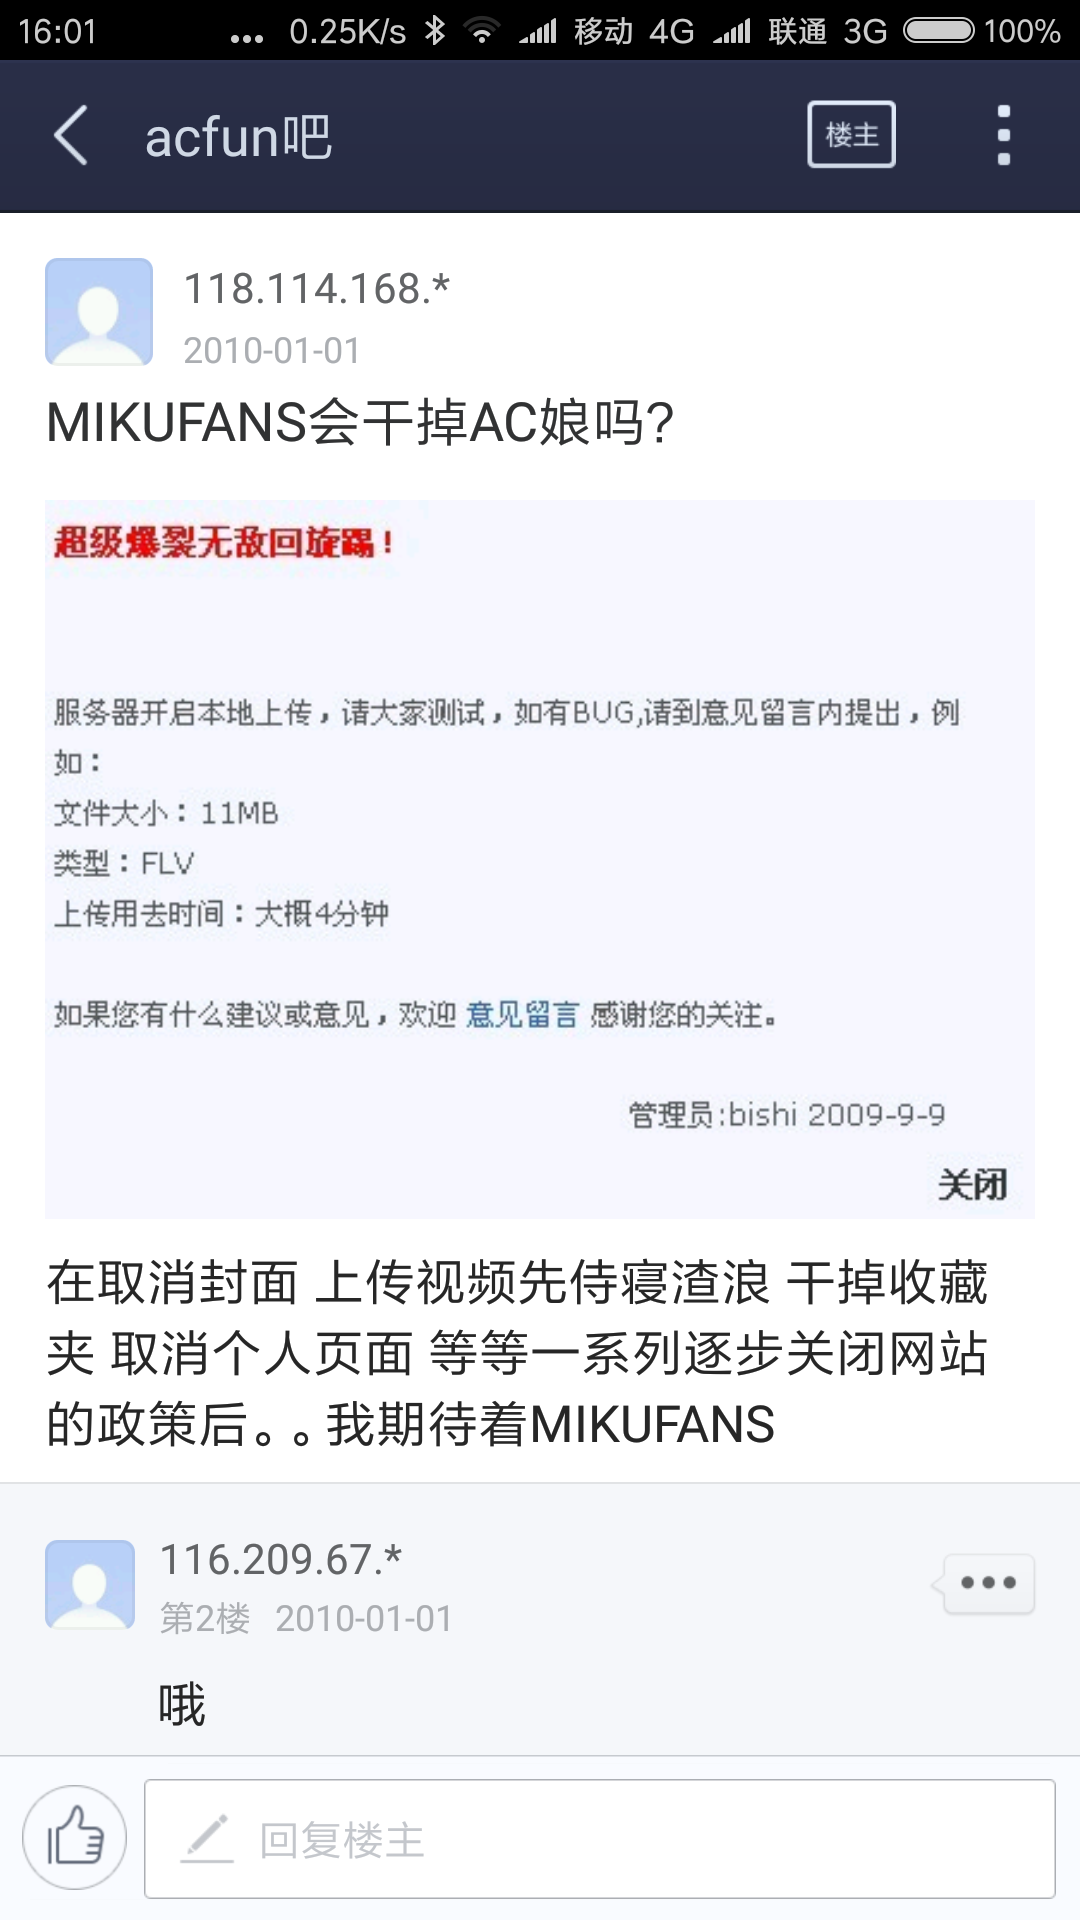 16:01 ... 0.25K/s 移动 4G 联通 3G 100%
acfun吧 楼主
118.114.168.*
2010-01-01
MIKUFANS会干掉AC娘吗?
超级爆裂无敌回旋踢！
服务器开启本地上传，请大家测试，如有BUG,请到意见留言内提出，例
如：
文件大小：11MB
类型：FLV
上传用去时间：大概4分钟
如果您有什么建议或意见，欢迎 意见留言 感谢您的关注。
管理员:bishi 2009-9-9
关闭
在取消封面 上传视频先侍寝渣浪 干掉收藏
夹 取消个人页面 等等一系列逐步关闭网站
的政策后。。我期待着MIKUFANS
116.209.67.*
第2楼 2010-01-01
哦
回复楼主